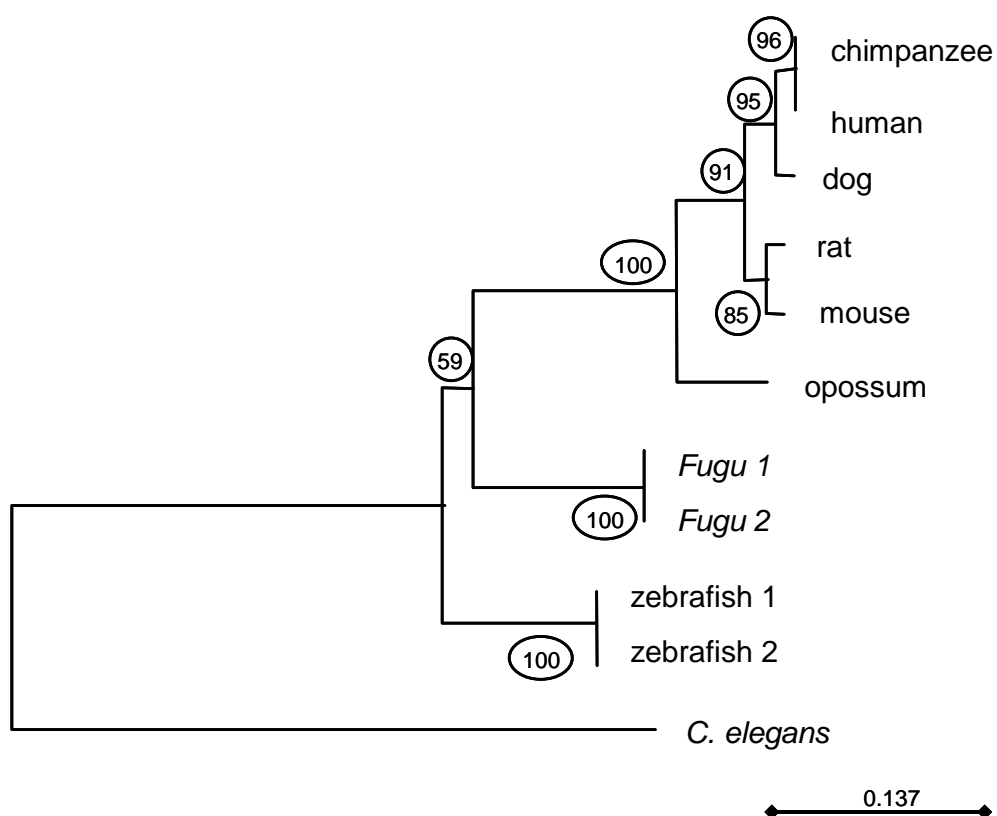 96
chimpanzee
95
human
91
dog
rat
100
85
mouse
59
opossum
Fugu 1
100
Fugu 2
zebrafish 1
100
zebrafish 2
C. elegans
0.137